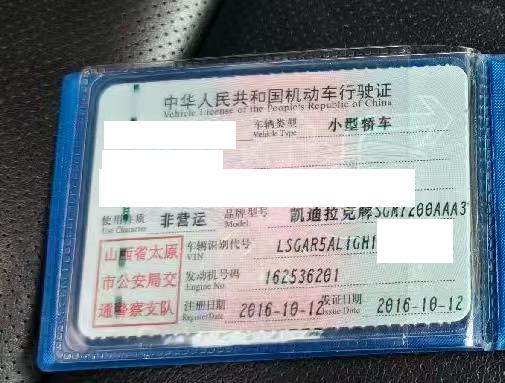 中华人民共和国机动车行驶证
Vehicle License of the People's Republic of China
车辆类型 小型轿车
Vehicle Type
使用性质 非营运 品牌型号 凯迪拉克牌SGM7200AAA3
Use Character Model
山西省太原 车辆识别代号 LSGAR5AL1GH1
VIN
市公安局交 发动机号码 162536201
Engine No.
通警察支队 注册日期 2016-10-12 发证日期 2016-10-12
Register Date Issue Date